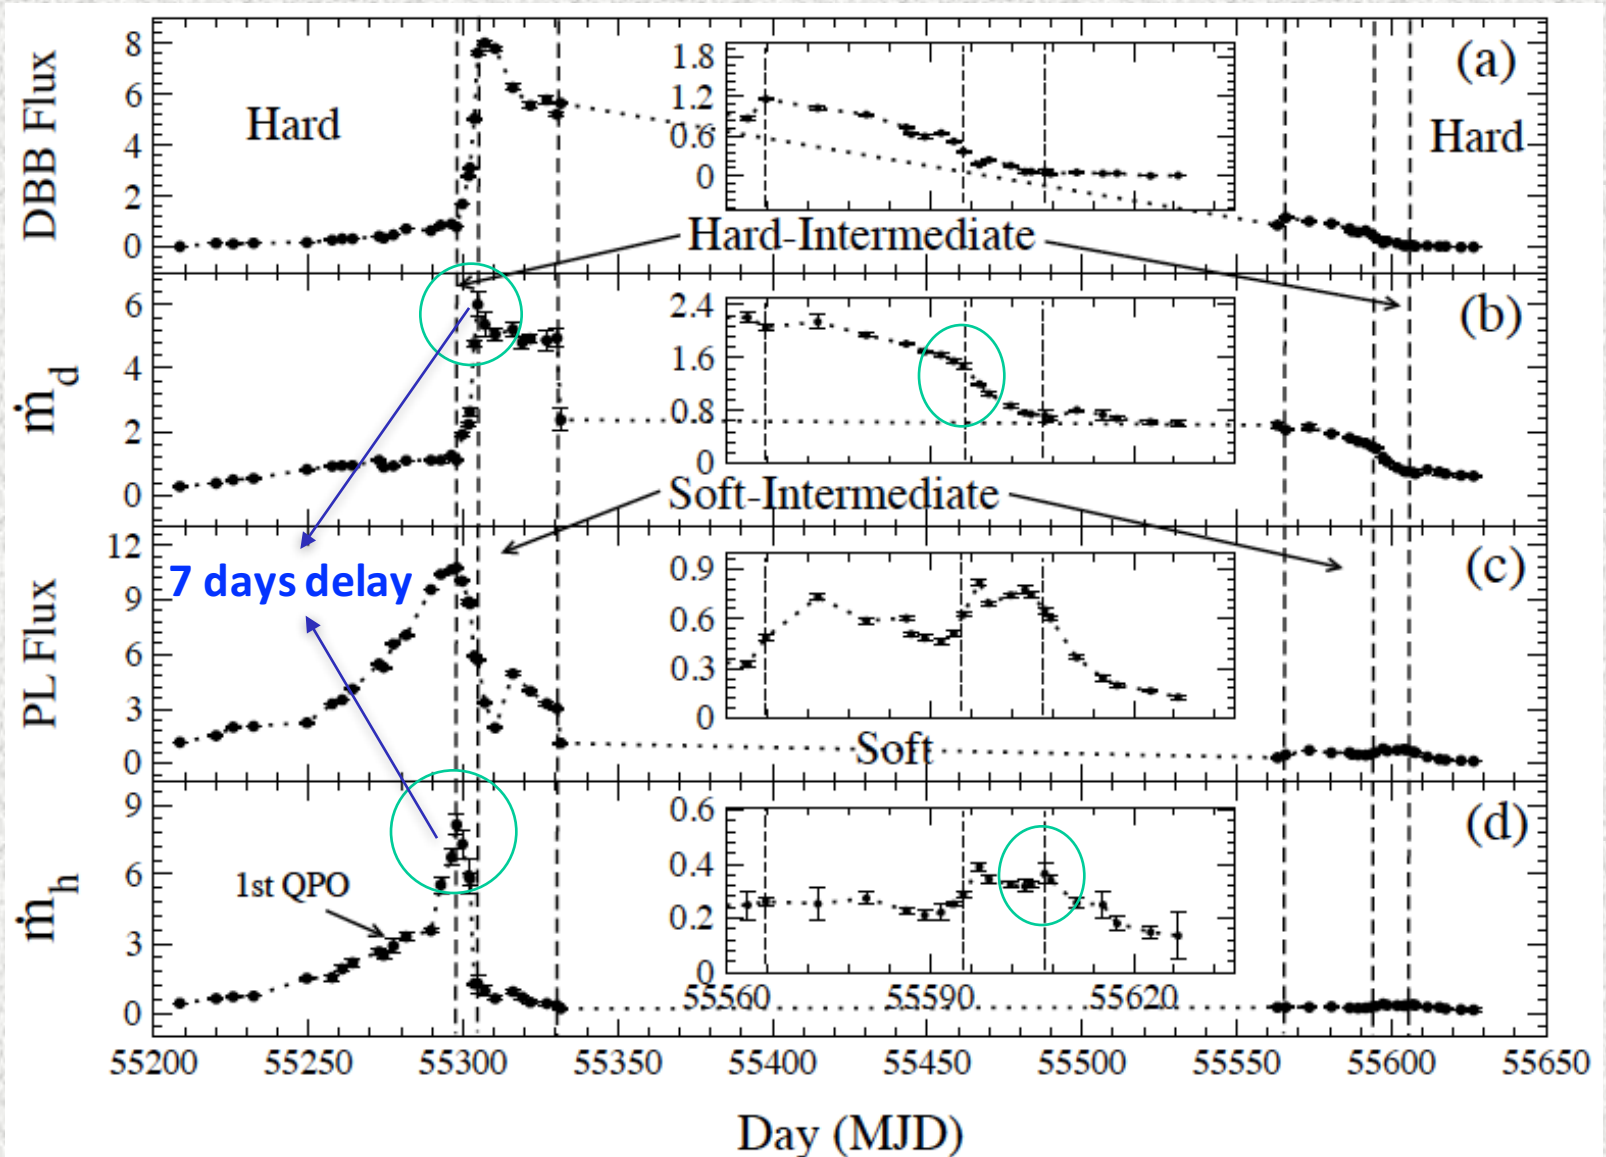 DBB Flux
8
6
4
2
0
Hard
1.8
1.2
0.6
0
(a)
Hard
Hard-Intermediate
ṁd
6
4
2
0
2.4
1.6
0.8
0
(b)
Soft-Intermediate
PL Flux
12
9
6
3
0
7 days delay
0.9
0.6
0.3
0
(c)
Soft
ṁh
9
6
3
0
1st QPO
0.6
0.4
0.2
0
55560 55590 55620
(d)
55200 55250 55300 55350 55400 55450 55500 55550 55600 55650
Day (MJD)